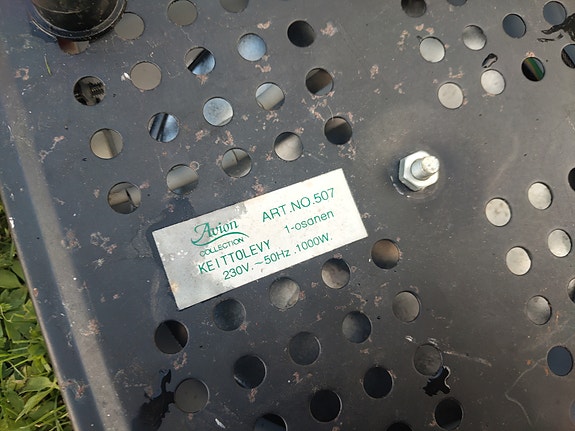 Avion
COLLECTION
ART.NO.507
KEITTOLEVY 1-osanen
230V.~50Hz.1000W.